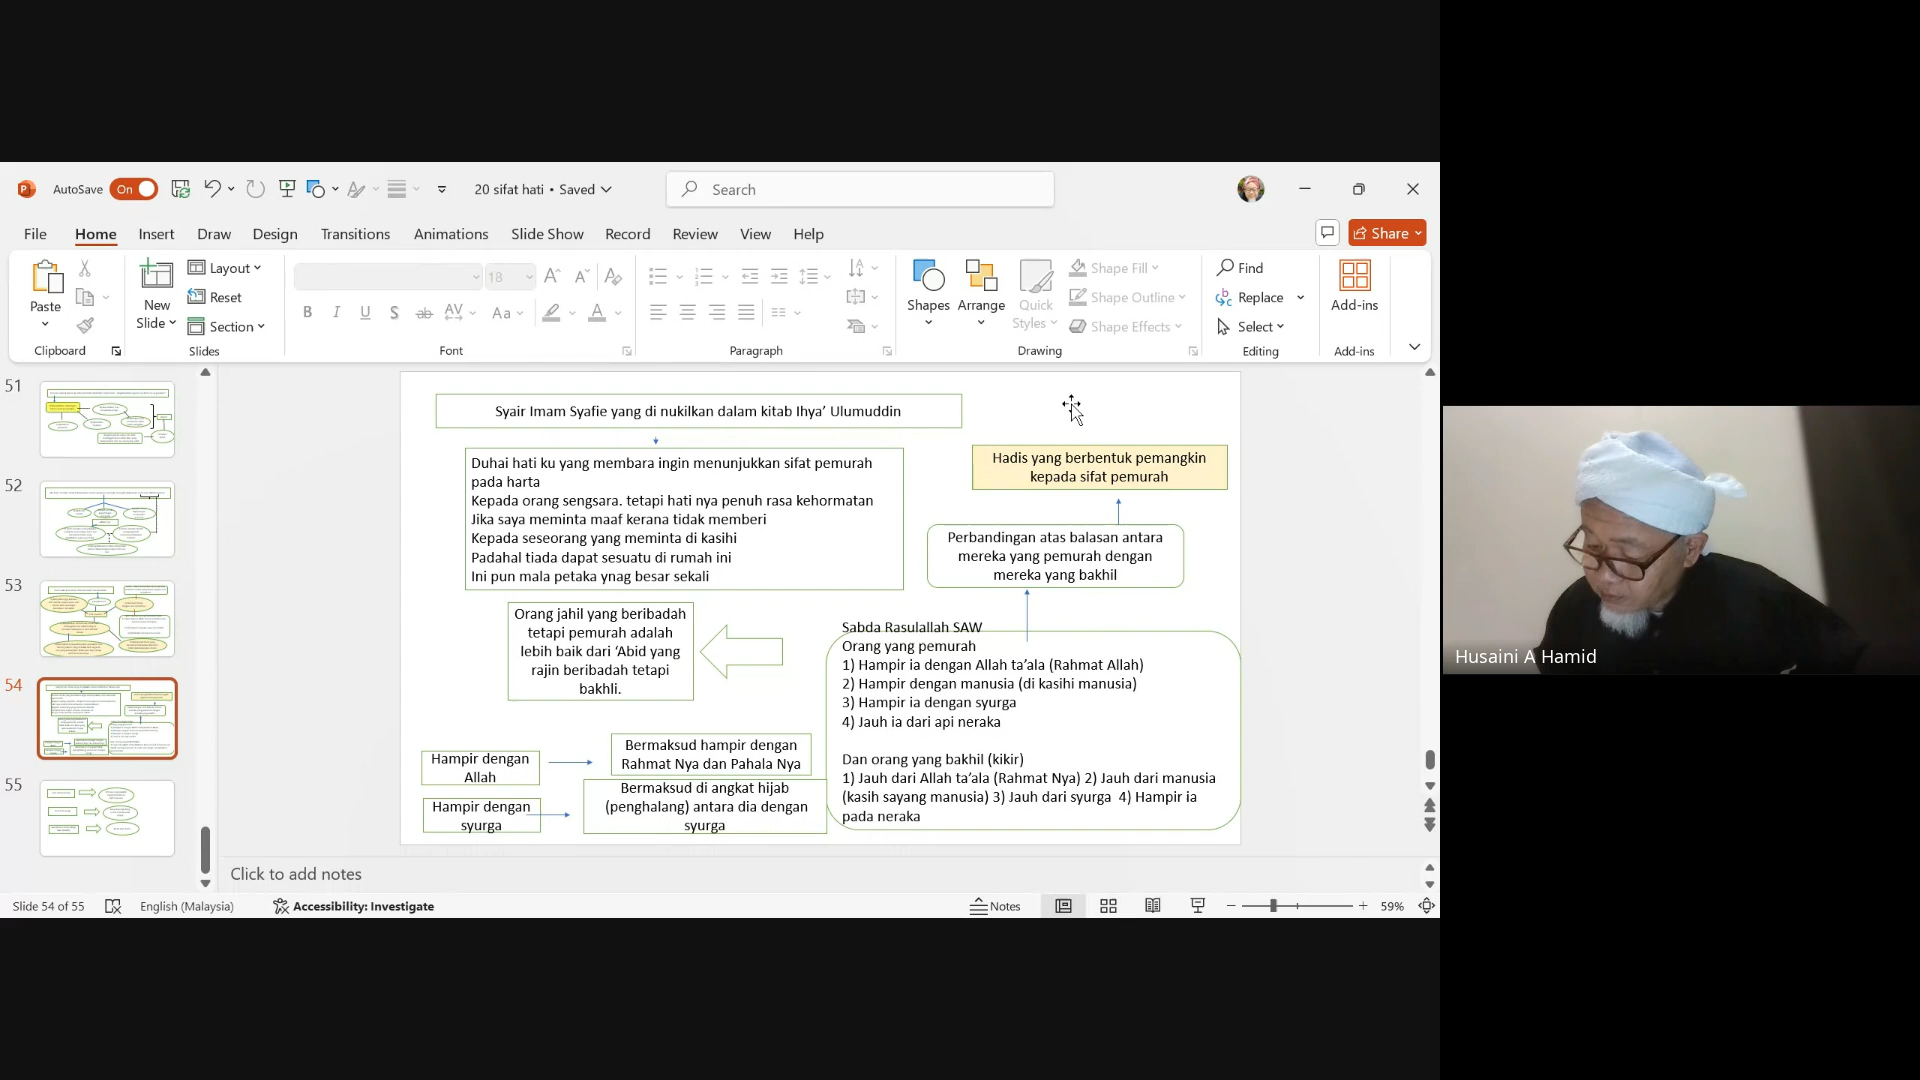 AutoSave On 20 sifat hati • Saved Search
File Home Insert Draw Design Transitions Animations Slide Show Record Review View Help Share
Paste New Slide Layout Reset Section 18 Shapes Arrange Quick Styles Shape Fill Shape Outline Shape Effects Find Replace Select Add-ins
Clipboard Slides Font Paragraph Drawing Editing Add-ins
51
52
53
54
55
Syair Imam Syafie yang di nukilkan dalam kitab Ihya’ Ulumuddin
Duhai hati ku yang membara ingin menunjukkan sifat pemurah
pada harta
Kepada orang sengsara. tetapi hati nya penuh rasa kehormatan
Jika saya meminta maaf kerana tidak memberi
Kepada seseorang yang meminta di kasihi
Padahal tiada dapat sesuatu di rumah ini
Ini pun mala petaka ynag besar sekali
Hadis yang berbentuk pemangkin
kepada sifat pemurah
Perbandingan atas balasan antara
mereka yang pemurah dengan
mereka yang bakhil
Orang jahil yang beribadah
tetapi pemurah adalah
lebih baik dari ‘Abid yang
rajin beribadah tetapi
bakhli.
Sabda Rasulallah SAW
Orang yang pemurah
1) Hampir ia dengan Allah ta’ala (Rahmat Allah)
2) Hampir dengan manusia (di kasihi manusia)
3) Hampir ia dengan syurga
4) Jauh ia dari api neraka
Dan orang yang bakhil (kikir)
1) Jauh dari Allah ta’ala (Rahmat Nya) 2) Jauh dari manusia
(kasih sayang manusia) 3) Jauh dari syurga 4) Hampir ia
pada neraka
Hampir dengan
Allah
Bermaksud hampir dengan
Rahmat Nya dan Pahala Nya
Hampir dengan
syurga
Bermaksud di angkat hijab
(penghalang) antara dia dengan
syurga
Click to add notes
Slide 54 of 55 English (Malaysia) Accessibility: Investigate Notes 59%
Husaini A Hamid